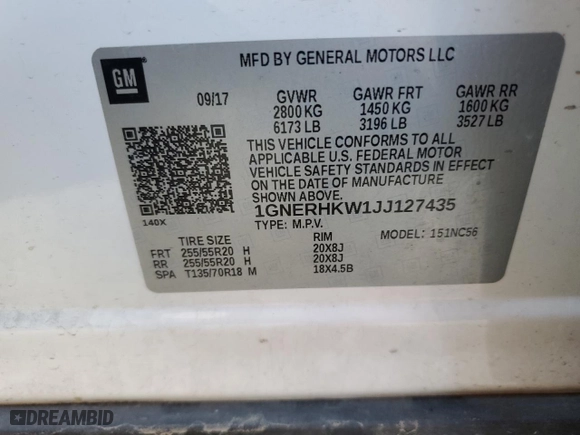 GM
MFD BY GENERAL MOTORS LLC
09/17 GVWR GAWR FRT GAWR RR
2800 KG 1450 KG 1600 KG
6173 LB 3196 LB 3527 LB
THIS VEHICLE CONFORMS TO ALL
APPLICABLE U.S. FEDERAL MOTOR
VEHICLE SAFETY STANDARDS IN EFFECT
ON THE DATE OF MANUFACTURE
1GNERHKW1JJ127435
TYPE: M.P.V. MODEL: 151NC56
140X
TIRE SIZE RIM
FRT 255/55R20 H 20X8J
RR 255/55R20 H 20X8J
SPA T135/70R18 M 18X4.5B
DREAMBID